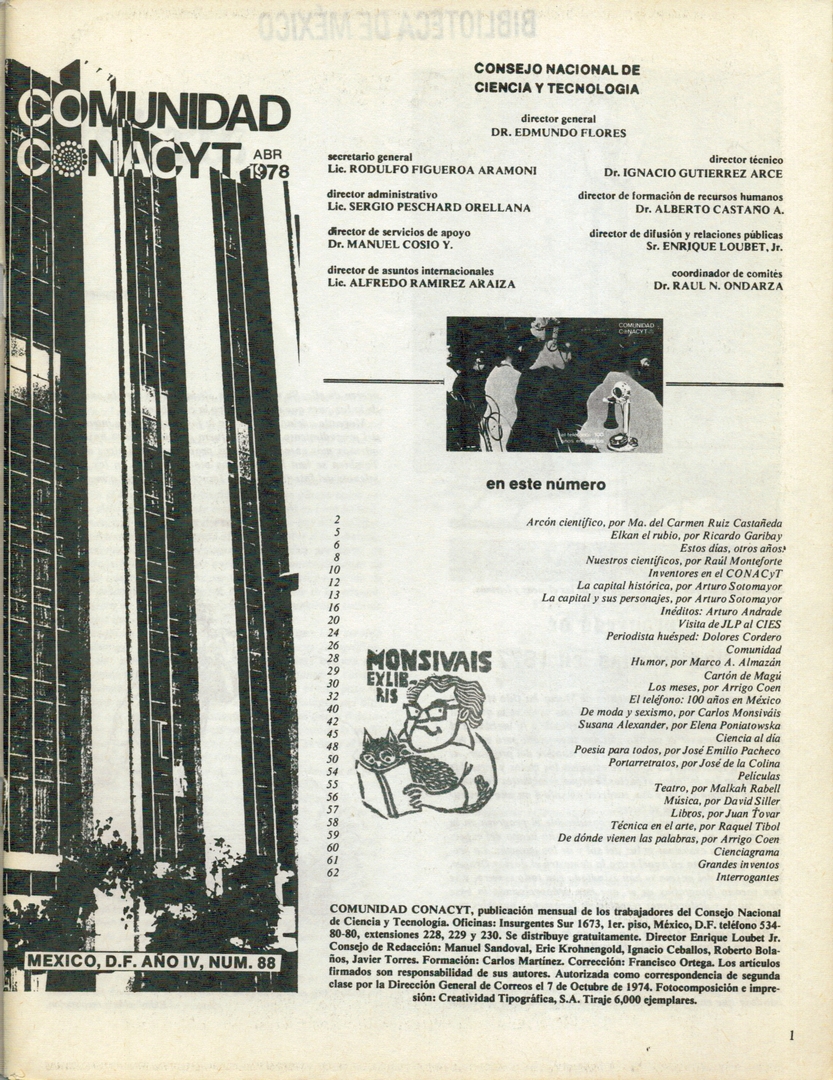 BIBLIOTECA DE MÉXICO
COMUNIDAD
CONACYT
ABR
1978
MEXICO, D.F. AÑO IV, NUM. 88
CONSEJO NACIONAL DE
CIENCIA Y TECNOLOGIA
director general
DR. EDMUNDO FLORES
secretario general
Lic. RODULFO FIGUEROA ARAMONI
director técnico
Dr. IGNACIO GUTIERREZ ARCE
director administrativo
Lic. SERGIO PESCHARD ORELLANA
director de formación de recursos humanos
Dr. ALBERTO CASTAÑO A.
director de servicios de apoyo
Dr. MANUEL COSIO Y.
director de difusión y relaciones públicas
Sr. ENRIQUE LOUBET, Jr.
director de asuntos internacionales
Lic. ALFREDO RAMIREZ ARAIZA
coordinador de comités
Dr. RAUL N. ONDARZA
COMUNIDAD
CONACYT
en este número
2 Arcón científico, por Ma. del Carmen Ruiz Castañeda
5 Elkan el rubio, por Ricardo Garibay
6 Estos días, otros años
8 Nuestros científicos, por Raúl Monteforte
10 Inventores en el CONACyT
12 La capital histórica, por Arturo Sotomayor
13 La capital y sus personajes, por Arturo Sotomayor
16 Inéditos: Arturo Andrade
20 Visita de JLP al CIES
24 Periodista huésped: Dolores Cordero
26 Comunidad
28 Humor, por Marco A. Almazán
29 Cartón de Magú
30 Los meses, por Arrigo Coen
32 El teléfono: 100 años en México
40 De moda y sexismo, por Carlos Monsiváis
42 Susana Alexander, por Elena Poniatowska
45 Ciencia al día
48 Poesia para todos, por José Emilio Pacheco
50 Portarretratos, por José de la Colina
54 Películas
55 Teatro, por Malkah Rabell
56 Música, por David Siller
57 Libros, por Juan Tovar
58 Técnica en el arte, por Raquel Tibol
59 De dónde vienen las palabras, por Arrigo Coen
60 Cienciagrama
61 Grandes inventos
62 Interrogantes
MONSIVAIS
EXLIB-
RIS
COMUNIDAD CONACYT, publicación mensual de los trabajadores del Consejo Nacional
de Ciencia y Tecnología. Oficinas: Insurgentes Sur 1673, 1er. piso, México, D.F. teléfono 534-
80-80, extensiones 228, 229 y 230. Se distribuye gratuitamente. Director Enrique Loubet Jr.
Consejo de Redacción: Manuel Sandoval, Eric Krohnengold, Ignacio Ceballos, Roberto Bola-
ños, Javier Torres. Formación: Carlos Martínez. Corrección: Francisco Ortega. Los artículos
firmados son responsabilidad de sus autores. Autorizada como correspondencia de segunda
clase por la Dirección General de Correos el 7 de Octubre de 1974. Fotocomposición e impre-
sión: Creatividad Tipográfica, S.A. Tiraje 6,000 ejemplares.
1